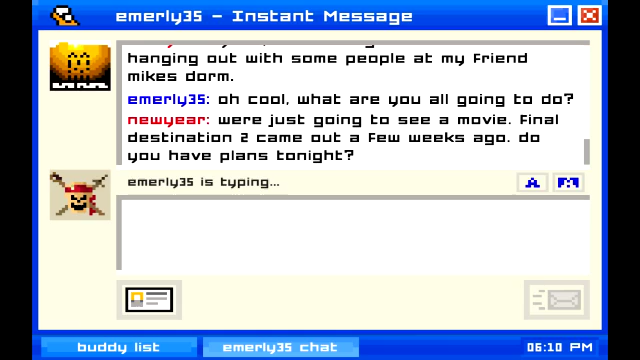 emerly35 - Instant Message
hanging out with some people at my friend
mikes dorm.
emerly35: oh cool, what are you all going to do?
newyear: were just going to see a movie. Final
destination 2 came out a few weeks ago. do
you have plans tonight?
emerly35 is typing...
A
buddy list
emerly35 chat
06:10 PM